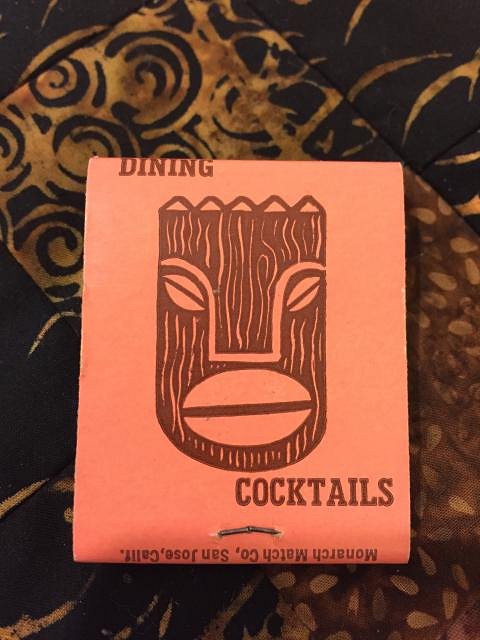 DINING
COCKTAILS
Monarch Match Co, San Jose,Calif.